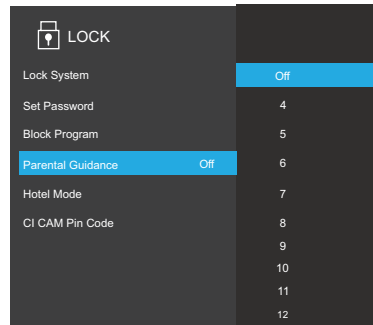 LOCK
Lock System
Set Password
Block Program
Parental Guidance Off
Hotel Mode
CI CAM Pin Code
Off
4
5
6
7
8
9
10
11
12